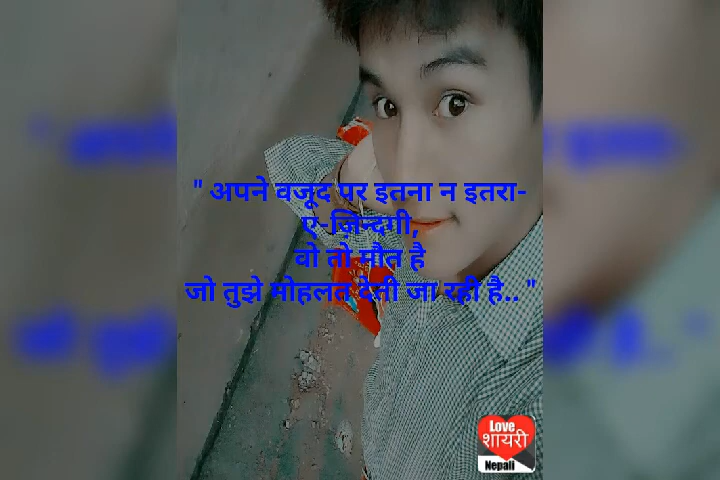 " अपने वजूद पर इतना न इतरा-
ए-ज़िन्दगी,
वो तो मौत है
जो तुझे मोहलत देती जा रही है.. "
Love
शायरी
Nepali